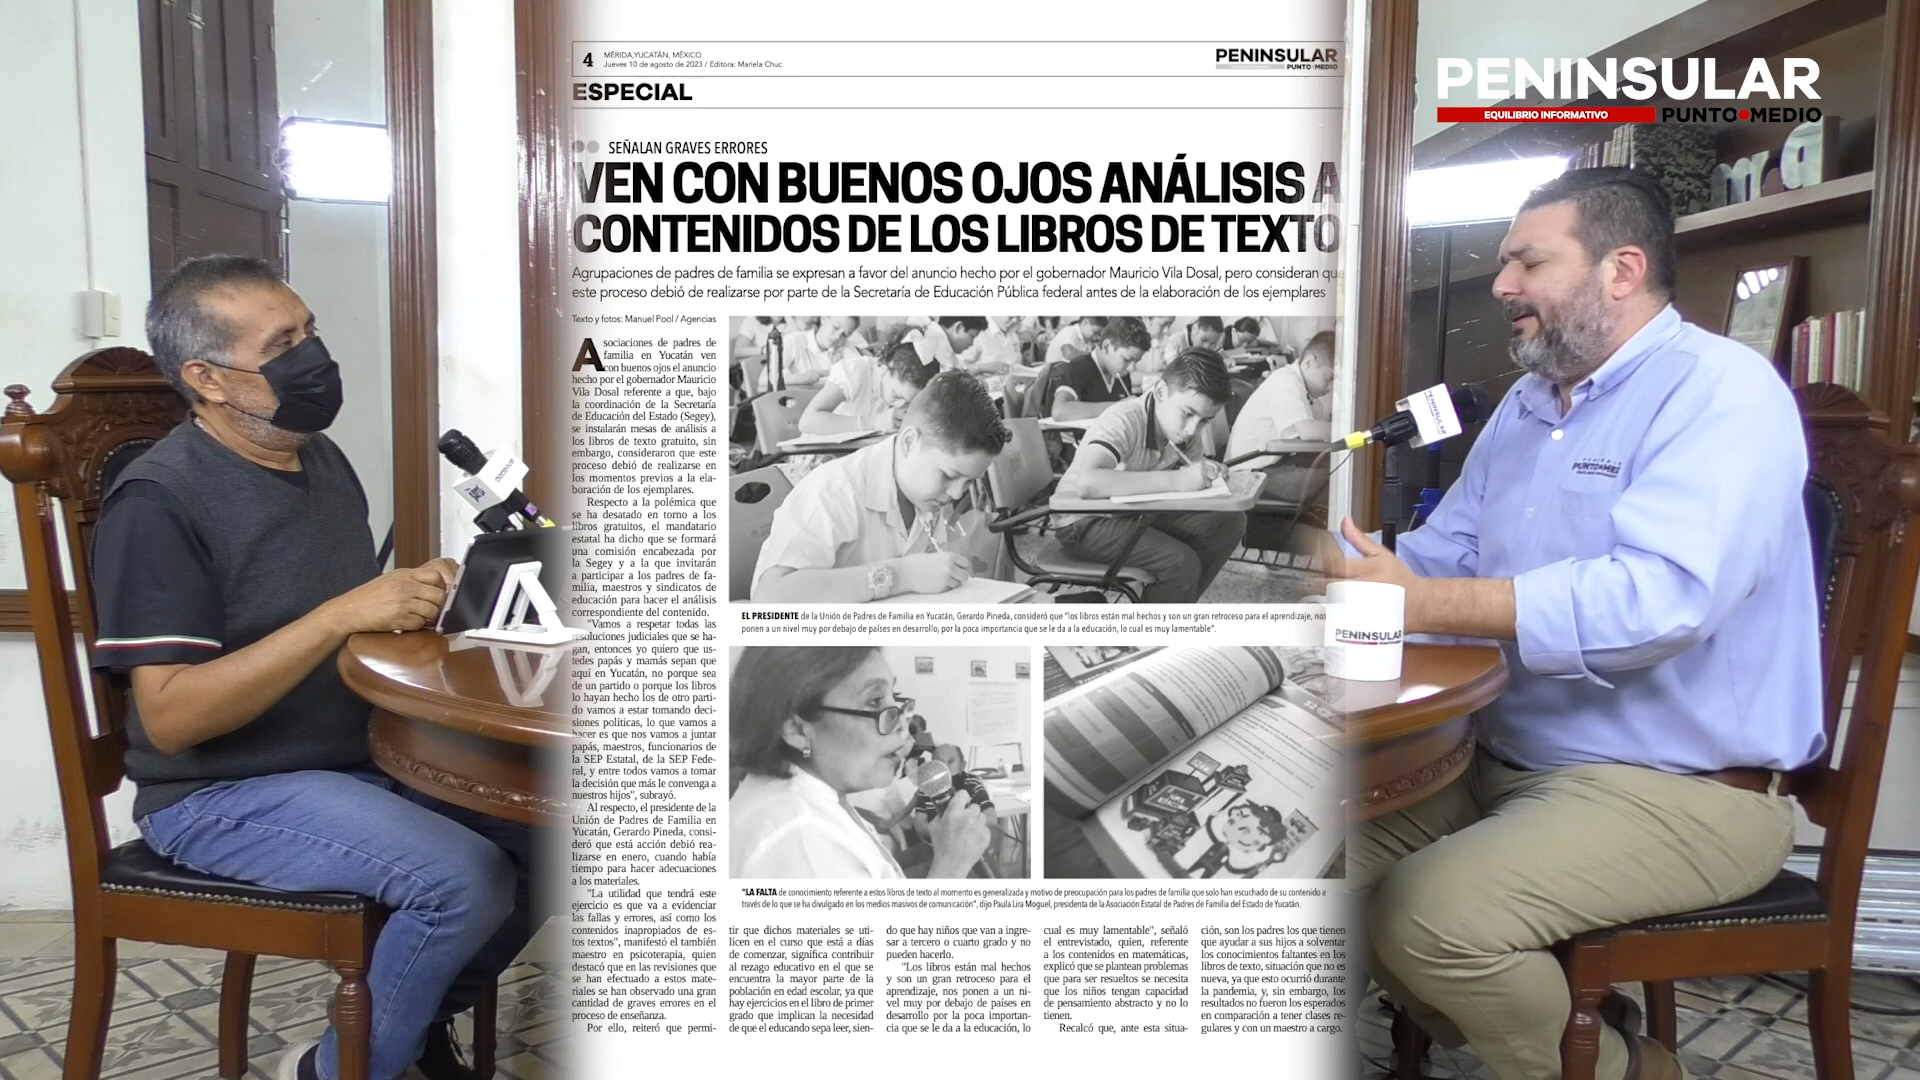 4
MÉRIDA,YUCATÁN, MÉXICO
Jueves 10 de agosto de 2023 / Editora: Mariela Chuc
PENINSULAR
PUNTO MEDIO
ESPECIAL
SEÑALAN GRAVES ERRORES
VEN CON BUENOS OJOS ANÁLISIS A
CONTENIDOS DE LOS LIBROS DE TEXTO
Agrupaciones de padres de familia se expresan a favor del anuncio hecho por el gobernador Mauricio Vila Dosal, pero consideran que
este proceso debió de realizarse por parte de la Secretaría de Educación Pública federal antes de la elaboración de los ejemplares
Texto y fotos: Manuel Pool / Agencias
Asociaciones de padres de
familia en Yucatán ven
con buenos ojos el anuncio
hecho por el gobernador Mauricio
Vila Dosal referente a que, bajo
la coordinación de la Secretaría
de Educación del Estado (Segey),
se instalarán mesas de análisis a
los libros de texto gratuito, sin
embargo, consideraron que este
proceso debió de realizarse en
los momentos previos a la ela-
boración de los ejemplares.
Respecto a la polémica que
se ha desatado en torno a los
libros gratuitos, el mandatario
estatal ha dicho que se formará
una comisión encabezada por
la Segey y a la que invitarán
a participar a los padres de fa-
milia, maestros y sindicatos de
educación para hacer el análisis
correspondiente del contenido.
"Vamos a respetar todas las
resoluciones judiciales que se ha-
gan, entonces yo quiero que us-
tedes papás y mamás sepan que
aquí en Yucatán, no porque sea
de un partido o porque los libros
lo hayan hecho los de otro parti-
do vamos a estar tomando deci-
siones políticas, lo que vamos a
hacer es que nos vamos a juntar
papás, maestros, funcionarios de
la SEP Estatal, de la SEP Fede-
ral, y entre todos vamos a tomar
la decisión que más le convenga a
nuestros hijos", subrayó.
Al respecto, el presidente de la
Unión de Padres de Familia en
Yucatán, Gerardo Pineda, consi-
deró que está acción debió rea-
lizarse en enero, cuando había
tiempo para hacer adecuaciones
a los materiales.
"La utilidad que tendrá este
ejercicio es que va a evidenciar
las fallas y errores, así como los
contenidos inapropiados de es-
tos textos", manifestó el también
maestro en psicoterapia, quien
destacó que en las revisiones que
se han efectuado a estos mate-
riales se han observado una gran
cantidad de graves errores en el
proceso de enseñanza.
Por ello, reiteró que permi-
EL PRESIDENTE de la Unión de Padres de Familia en Yucatán, Gerardo Pineda, consideró que "los libros están mal hechos y son un gran retroceso para el aprendizaje, nos
ponen a un nivel muy por debajo de países en desarrollo, por la poca importancia que se le da a la educación, lo cual es muy lamentable".
"LA FALTA de conocimiento referente a estos libros de texto al momento es generalizada y motivo de preocupación para los padres de familia que solo han escuchado de su contenido a
través de lo que se ha divulgado en los medios masivos de comunicación", dijo Paula Lira Moguel, presidenta de la Asociación Estatal de Padres de Familia del Estado de Yucatán.
tir que dichos materiales se uti-
licen en el curso que está a días
de comenzar, significa contribuir
al rezago educativo en el que se
encuentra la mayor parte de la
población en edad escolar, ya que
hay ejercicios en el libro de primer
grado que implican la necesidad
de que el educando sepa leer, sien-
do que hay niños que van a ingre-
sar a tercero o cuarto grado y no
pueden hacerlo.
"Los libros están mal hechos
y son un gran retroceso para el
aprendizaje, nos ponen a un ni-
vel muy por debajo de países en
desarrollo por la poca importan-
cia que se le da a la educación, lo
cual es muy lamentable", señaló
el entrevistado, quien, referente
a los contenidos en matemáticas,
explicó que se plantean problemas
que para ser resueltos se necesita
que los niños tengan capacidad
de pensamiento abstracto y no lo
tienen.
Recalcó que, ante esta situa-
ción, son los padres los que tienen
que ayudar a sus hijos a solventar
los conocimientos faltantes en los
libros de texto, situación que no es
nueva, ya que esto ocurrió durante
la pandemia, y, sin embargo, los
resultados no fueron los esperados
en comparación a tener clases re-
gulares y con un maestro a cargo.
PENINSULAR
EQUILIBRIO INFORMATIVO
PUNTO MEDIO
PENINSULAR
PENINSULAR
PUNTO MEDIO
PENINSULAR